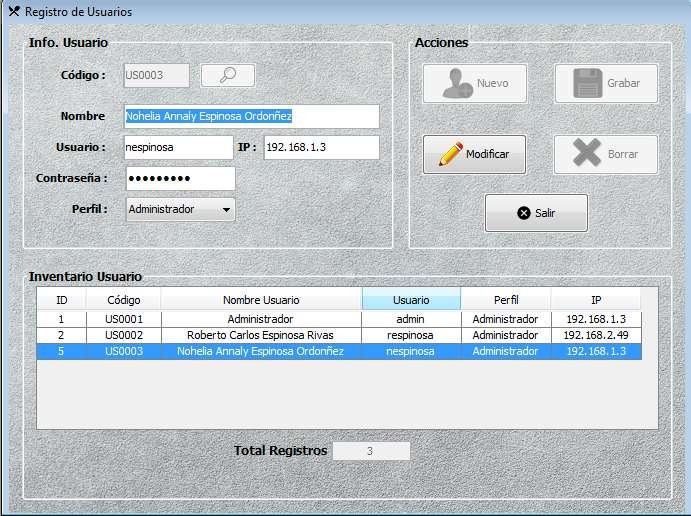 Registro de Usuarios
Info. Usuario
Código : US0003
Nombre Nohelia Annaly Espinosa Ordonñez
Usuario : nespinosa IP : 192.168.1.3
Contraseña : •••••••••
Perfil : Administrador
Acciones
Nuevo Grabar
Modificar Borrar
Salir
Inventario Usuario
ID Código Nombre Usuario Usuario Perfil IP
1 US0001 Administrador admin Administrador 192.168.1.3
2 US0002 Roberto Carlos Espinosa Rivas respinosa Administrador 192.168.2.49
5 US0003 Nohelia Annaly Espinosa Ordonñez nespinosa Administrador 192.168.1.3
Total Registros 3